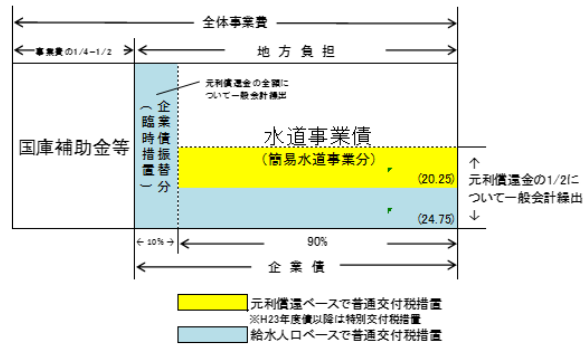 全体事業費
事業費の1/4-1/2
地方負担
元利償還金の全額に
ついて一般会計繰出
企業債振替分
(臨時措置)
国庫補助金等
水道事業債
(簡易水道事業分)
(20.25)
(24.75)
元利償還金の1/2に
ついて一般会計繰出
10%
90%
企業債
元利償還ベースで普通交付税措置
※H23年度債以降は特別交付税措置
給水人口ベースで普通交付税措置